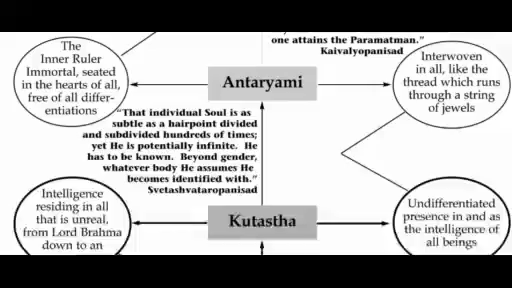 one attains the Paramatman."
Kaivalyopanisad
The
Inner Ruler
Immortal, seated
in the hearts of all,
free of all differ-
entiations
Antaryami
Interwoven
in all, like the
thread which runs
through a string
of jewels
"That individual Soul is as
subtle as a hairpoint divided
and subdivided hundreds of times;
yet He is potentially infinite. He
has to be known. Beyond gender,
whatever body He assumes He
becomes identified with."
Svetashvataropanisad
Intelligence
residing in all
that is unreal,
from Lord Brahma
down to an
Kutastha
Undifferentiated
presence in and as
the intelligence of
all beings